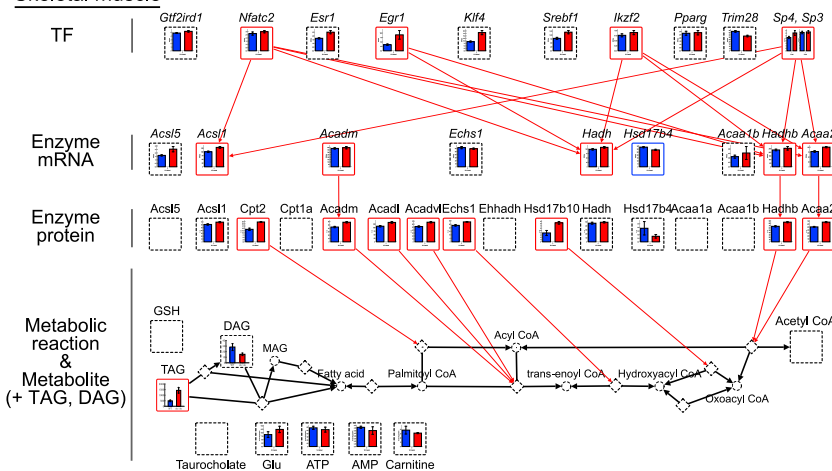 Skeletal muscle
TF
Gtf2ird1 Nfatc2 Esr1 Egr1 Klf4 Srebf1 Ikzf2 Pparg Trim28 Sp4, Sp3
Enzyme
mRNA
Acsl5 Acsl1 Acadm Echs1 Hadh Hsd17b4 Acaa1b Hadhb Acaa2
Enzyme
protein
Acsl5 Acsl1 Cpt2 Cpt1a Acadm Acadl Acadvl Echs1 Ehhadh Hsd17b10 Hadh Hsd17b4 Acaa1a Acaa1b Hadhb Acaa2
Metabolic
reaction
&
Metabolite
(+ TAG, DAG)
GSH
DAG
MAG
TAG
Fatty acid
Palmitoyl CoA
Acyl CoA
trans-enoyl CoA
Hydroxyacyl CoA
Oxoacyl CoA
Acetyl CoA
Taurocholate Glu ATP AMP Carnitine